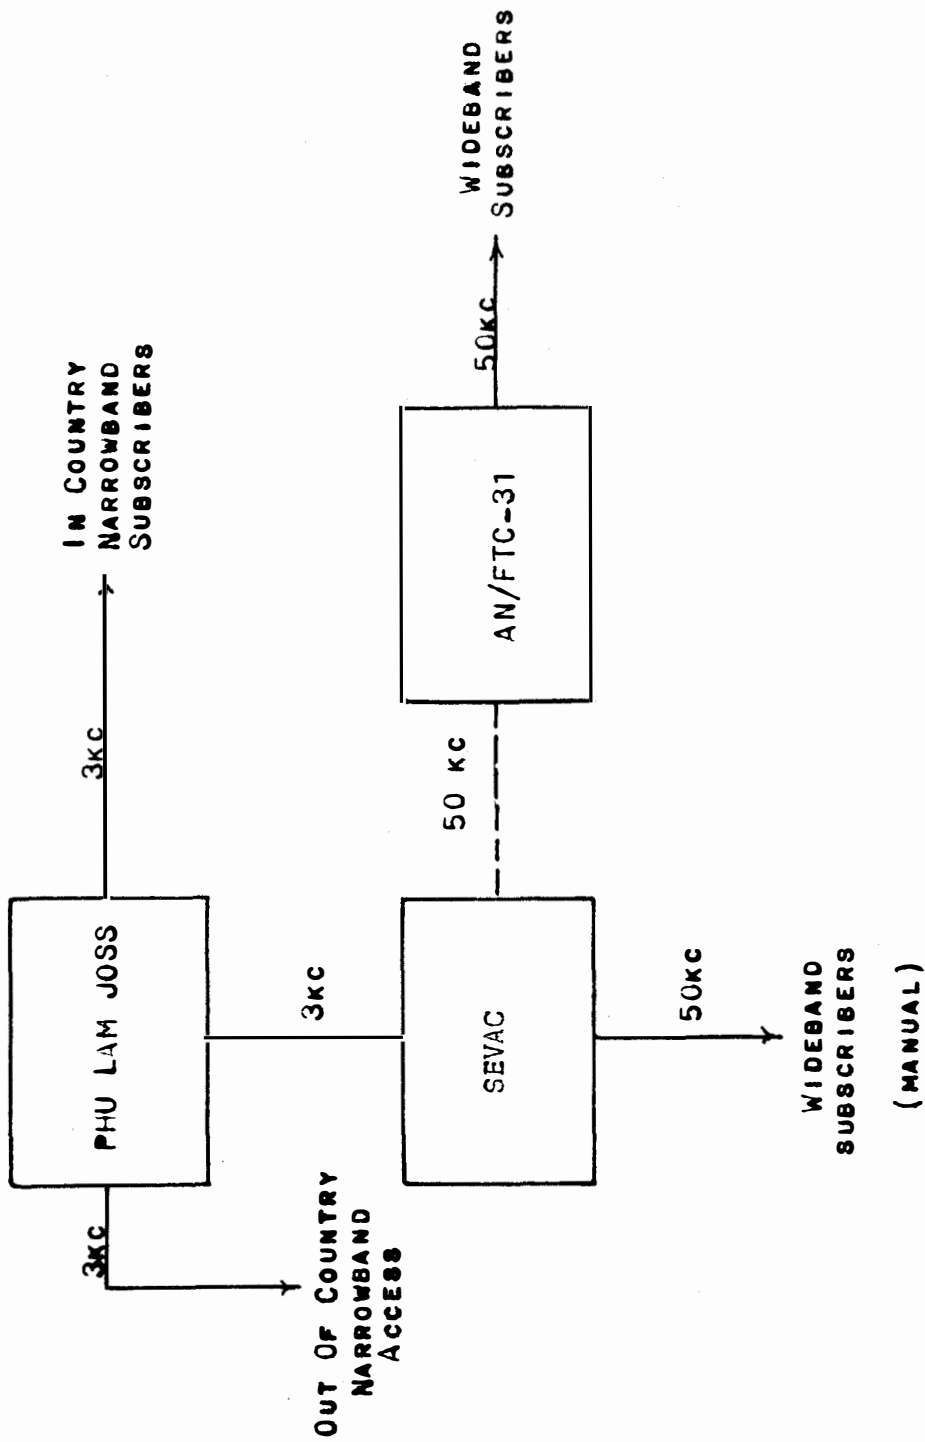 IN COUNTRY
NARROWBAND
SUBSCRIBERS
3KC
PHU LAM JOSS
3KC
OUT OF COUNTRY
NARROWBAND
ACCESS
3KC
WIDEBAND
SUBSCRIBERS
50KC
AN/FTC-31
50 KC
SEVAC
50KC
WIDEBAND
SUBSCRIBERS
(MANUAL)